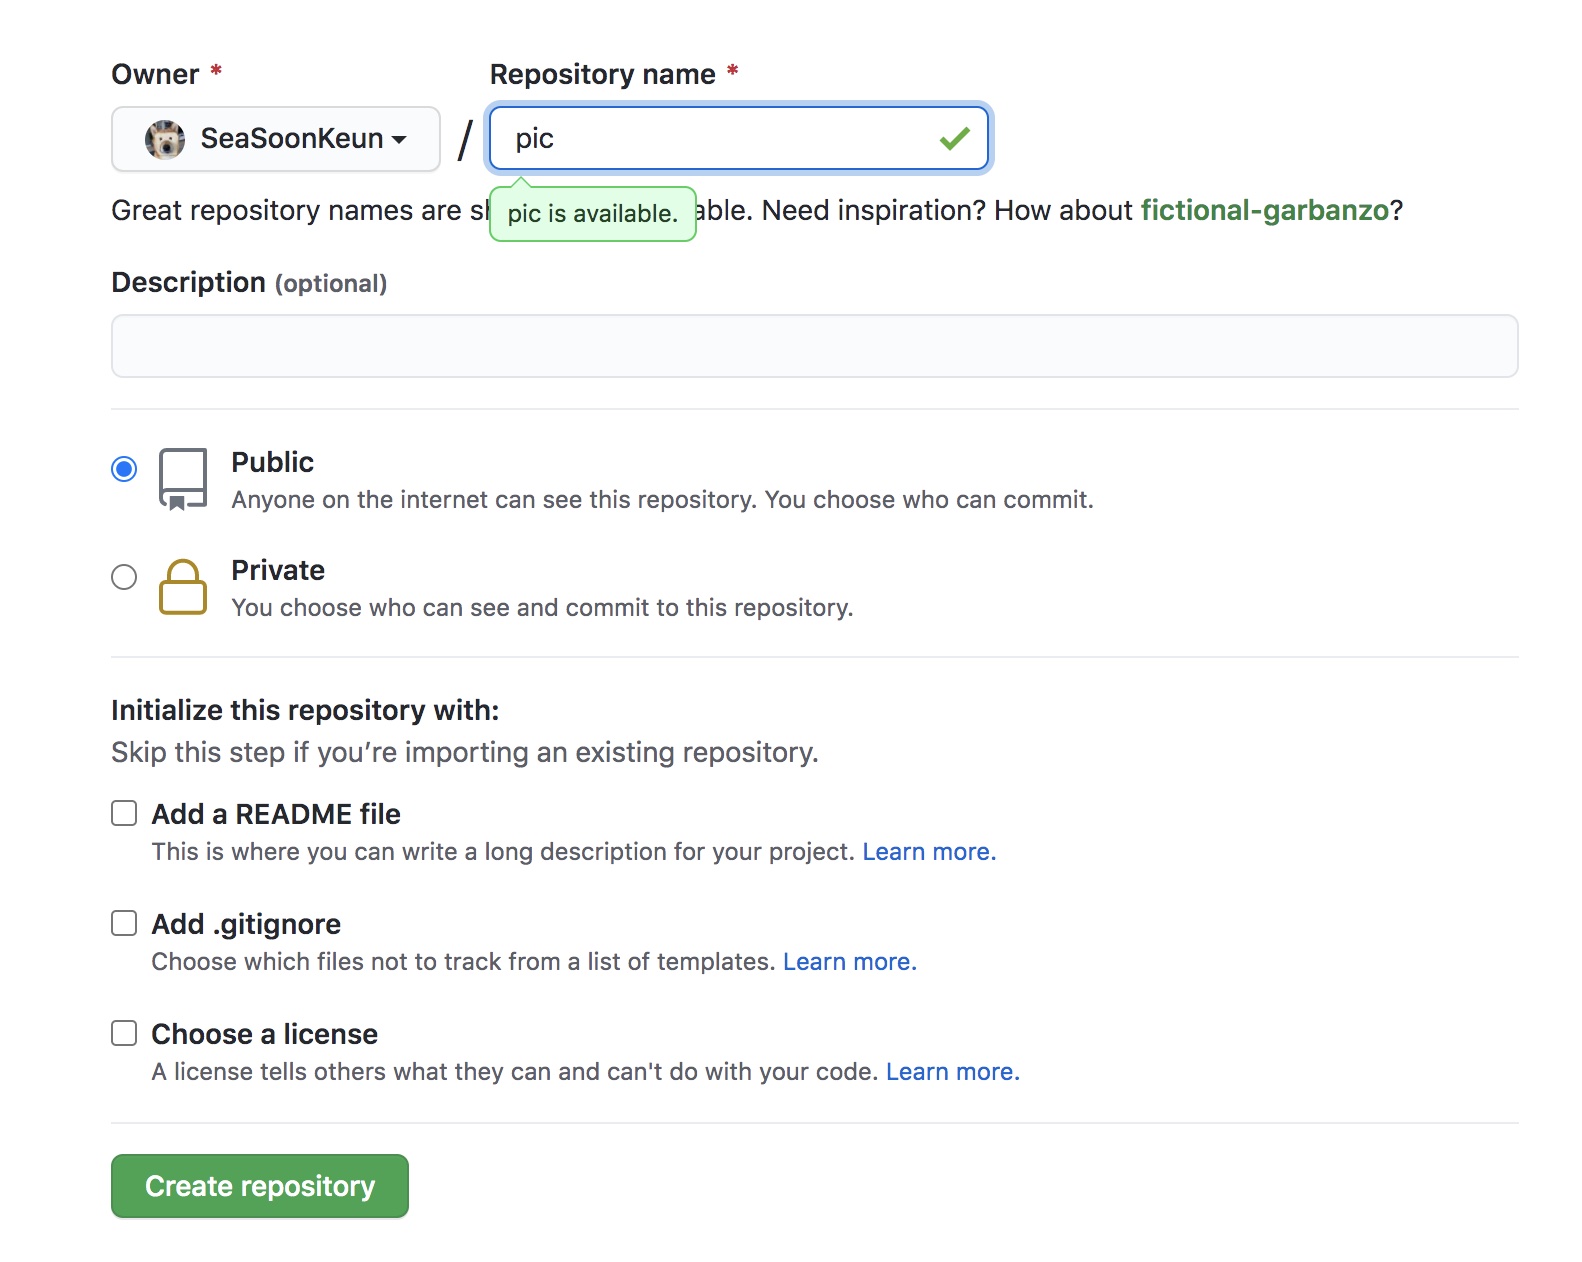 Owner *
Repository name *
SeaSoonKeun
/
pic
Great repository names are sh
pic is available.
able. Need inspiration? How about fictional-garbanzo?
Description (optional)
Public
Anyone on the internet can see this repository. You choose who can commit.
Private
You choose who can see and commit to this repository.
Initialize this repository with:
Skip this step if you’re importing an existing repository.
Add a README file
This is where you can write a long description for your project. Learn more.
Add .gitignore
Choose which files not to track from a list of templates. Learn more.
Choose a license
A license tells others what they can and can't do with your code. Learn more.
Create repository